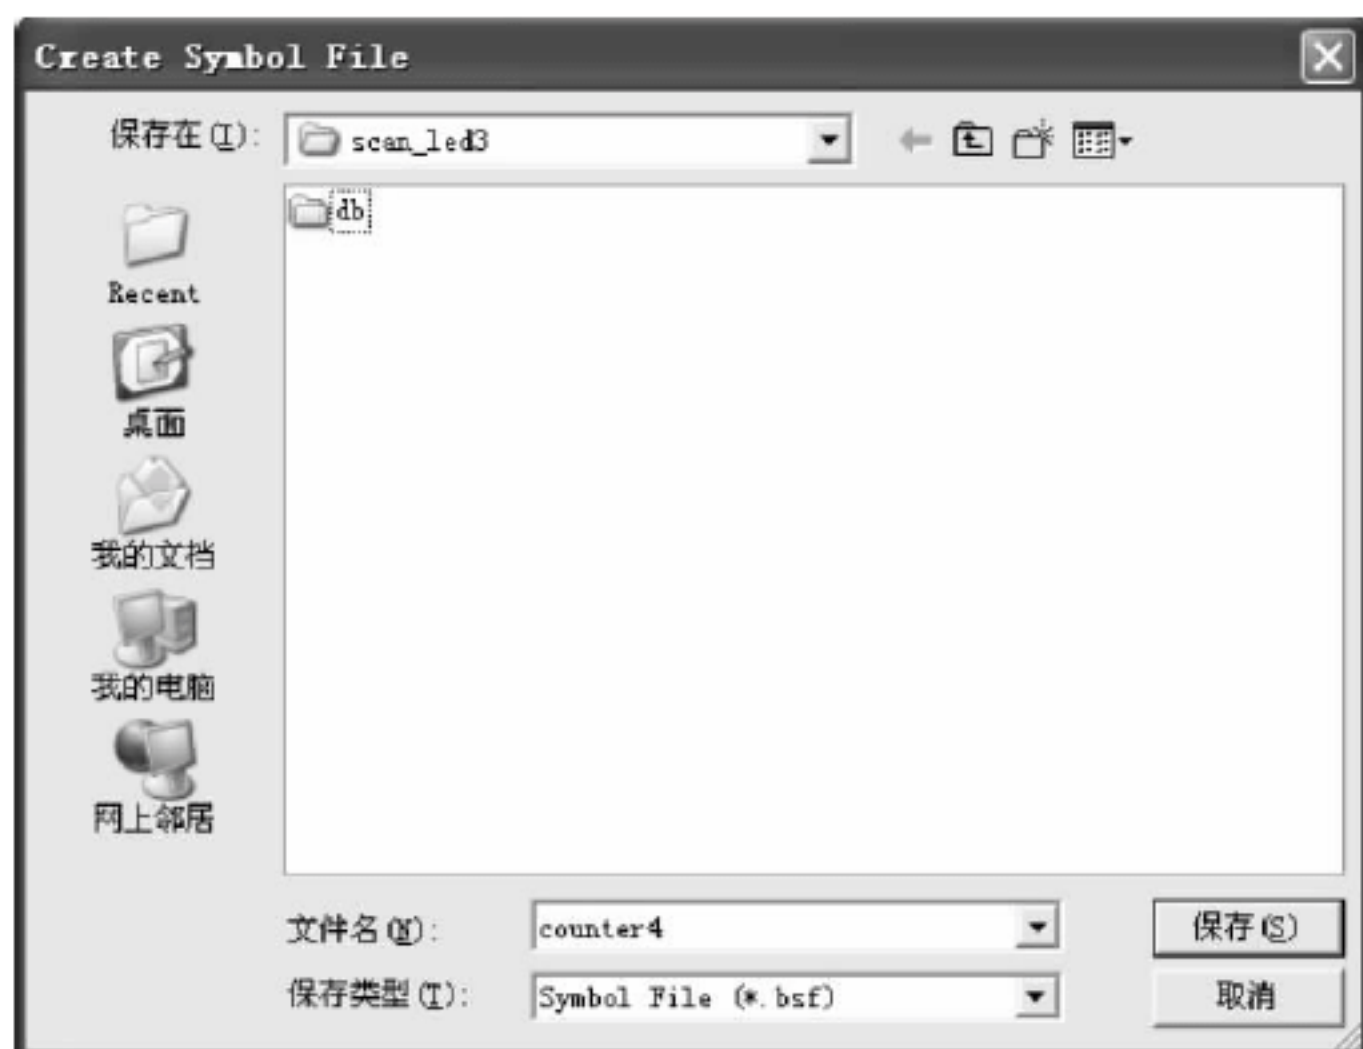 Create Symbol File
保存在(I):
scan_led3
db
Recent
桌面
我的文档
我的电脑
网上邻居
文件名(N):
counter4
保存(S)
保存类型(T):
Symbol File (*.bsf)
取消